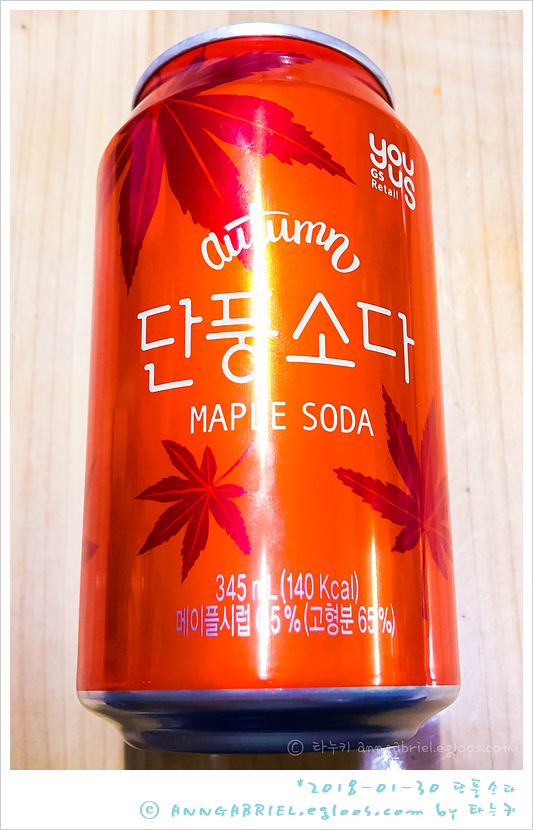 you
us
GS
Retail
autumn
단풍소다
MAPLE SODA
345 mL (140 Kcal)
메이플시럽 0.5% (고형분 65%)
© 타누키 anngabriel.egloos.com
*2018-01-30 단풍소다
© ANNGABRIEL.egloos.com by 타누키